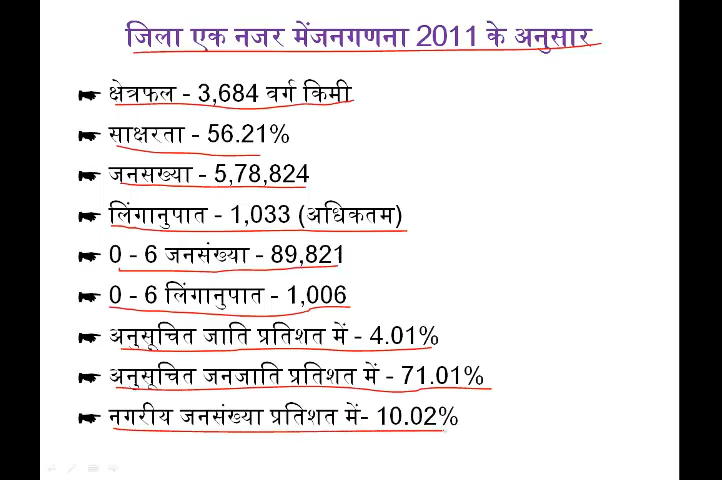 जिला एक नजर मेंजनगणना 2011 के अनुसार
क्षेत्रफल - 3,684 वर्ग किमी
साक्षरता - 56.21%
जनसख्या - 5,78,824
लिंगानुपात - 1,033 (अधिकतम)
0 - 6 जनसंख्या - 89,821
0 - 6 लिंगानुपात - 1,006
अनुसूचित जाति प्रतिशत में - 4.01%
अनुसूचित जनजाति प्रतिशत में - 71.01%
नगरीय जनसंख्या प्रतिशत में- 10.02%